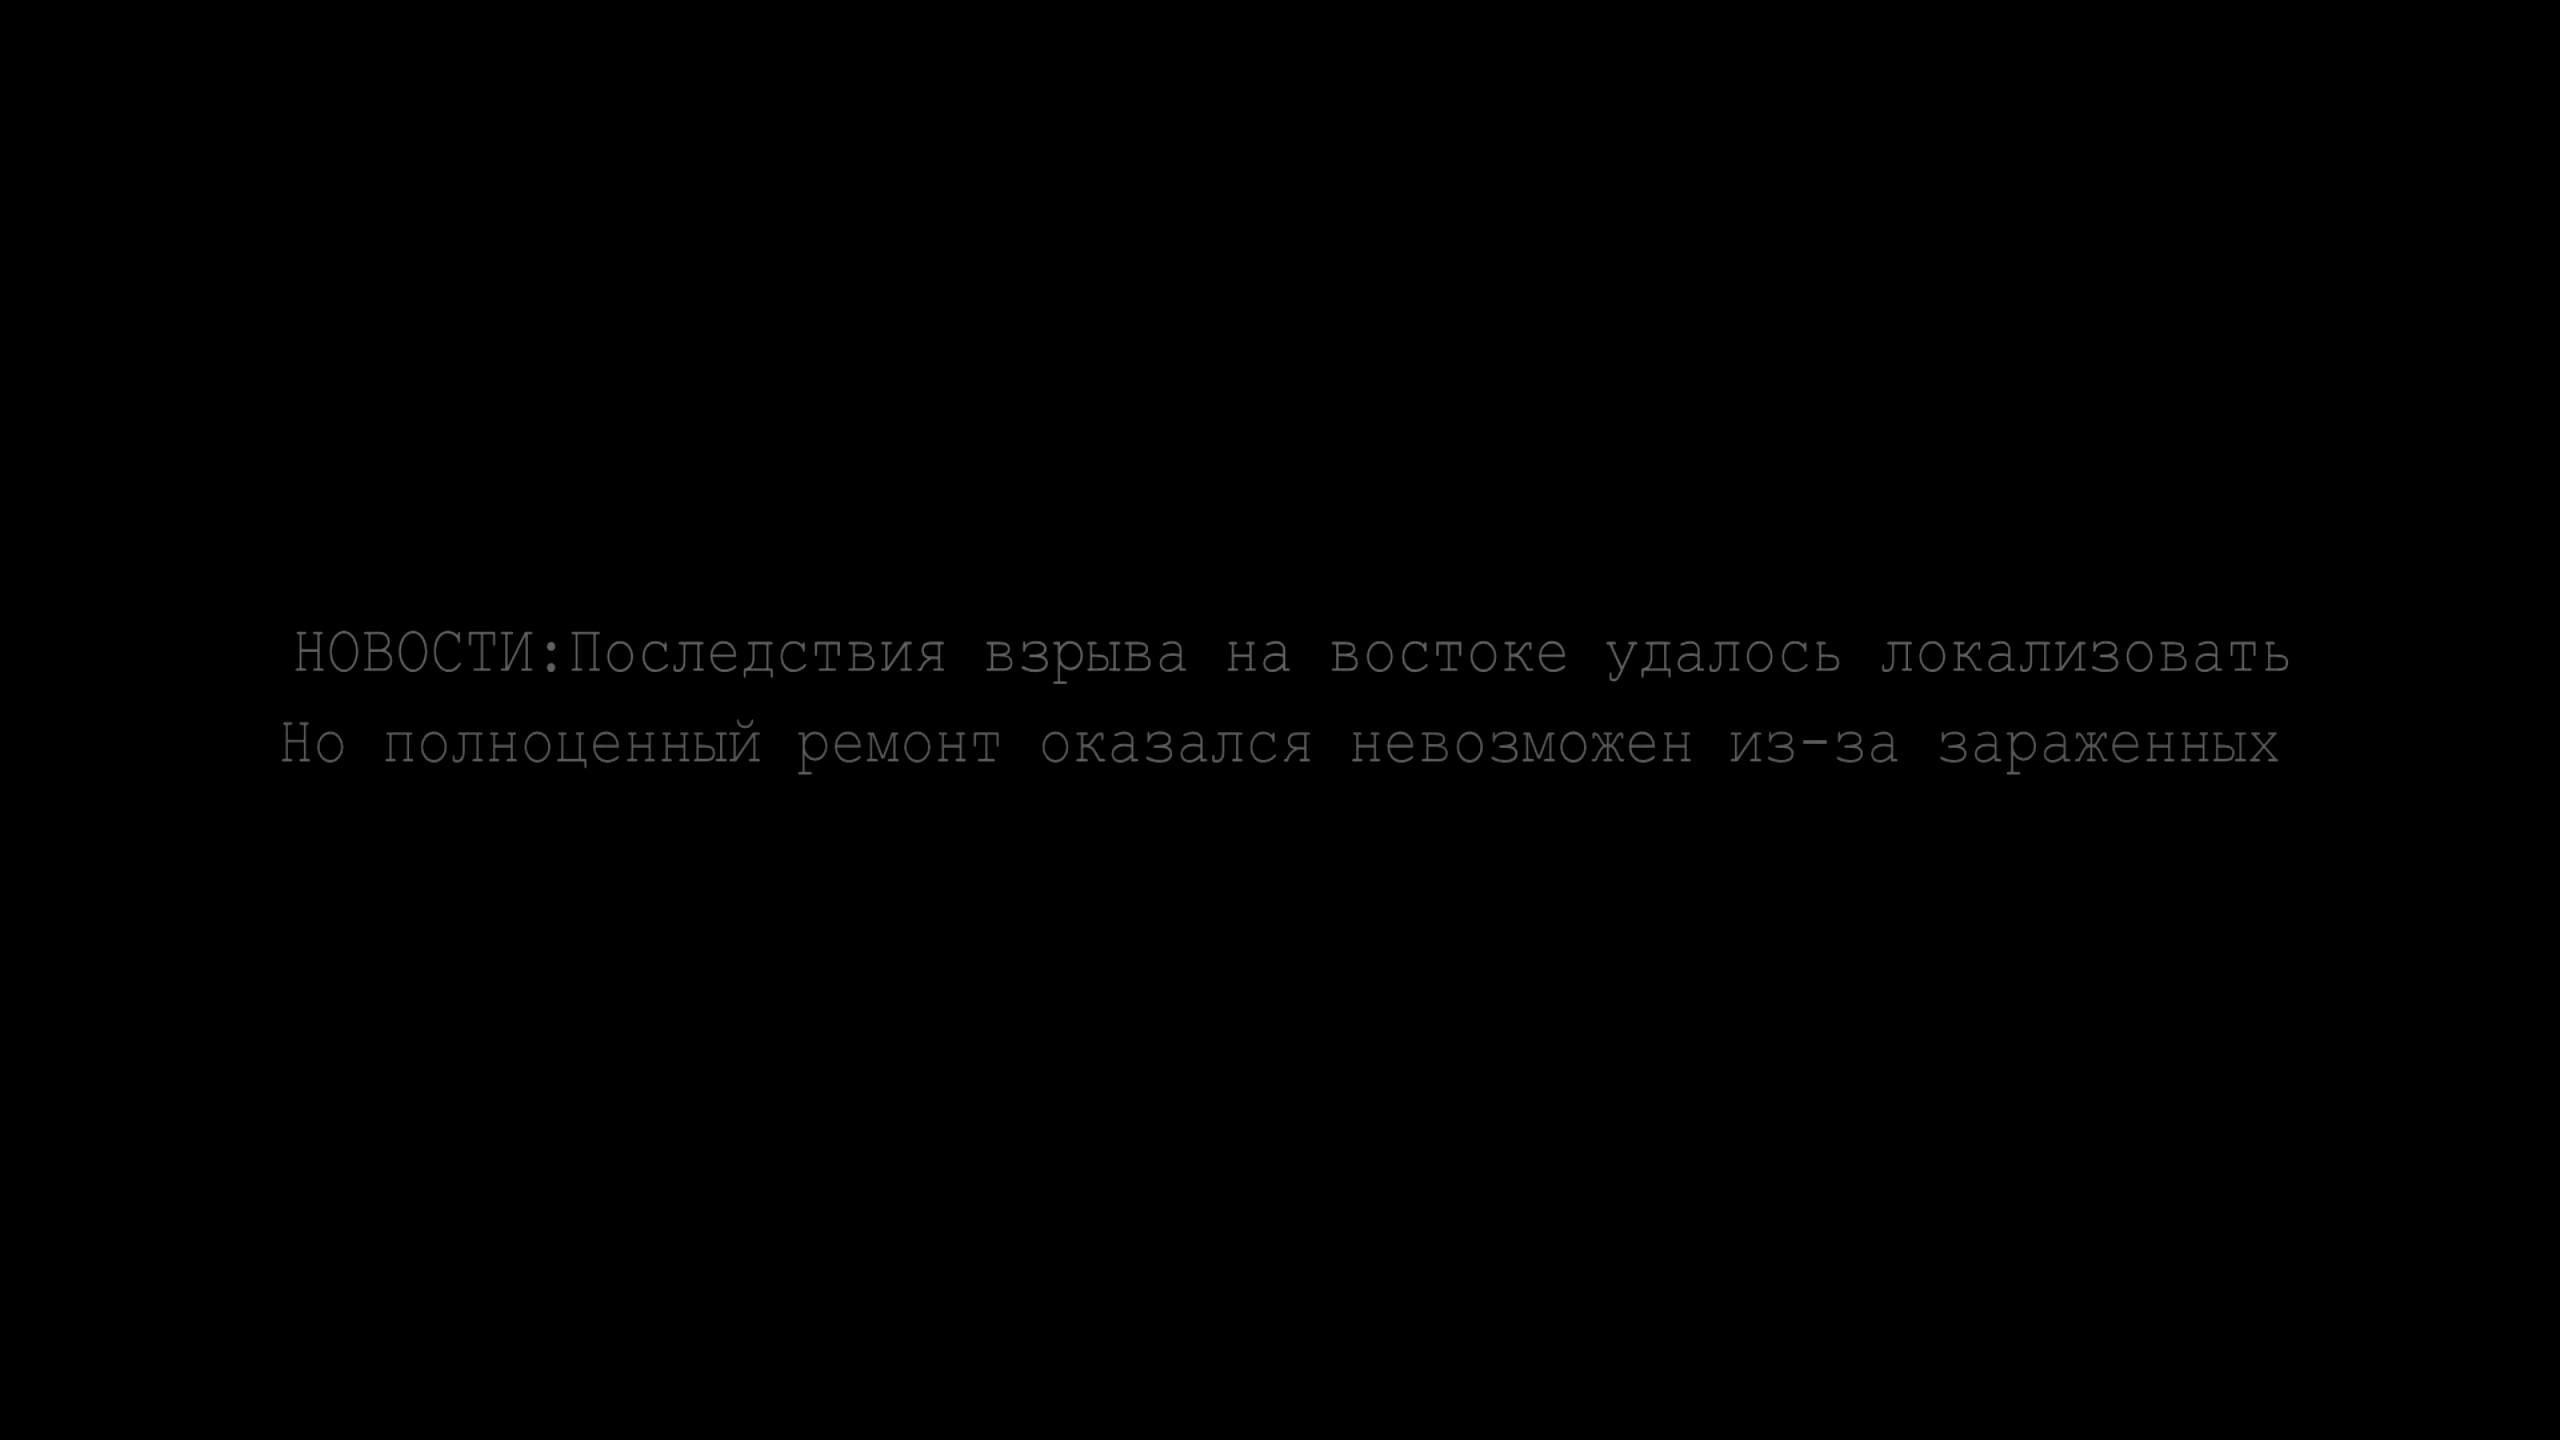 НОВОСТИ:Последствия взрыва на востоке удалось локализовать
Но полноценный ремонт оказался невозможен из-за зараженных